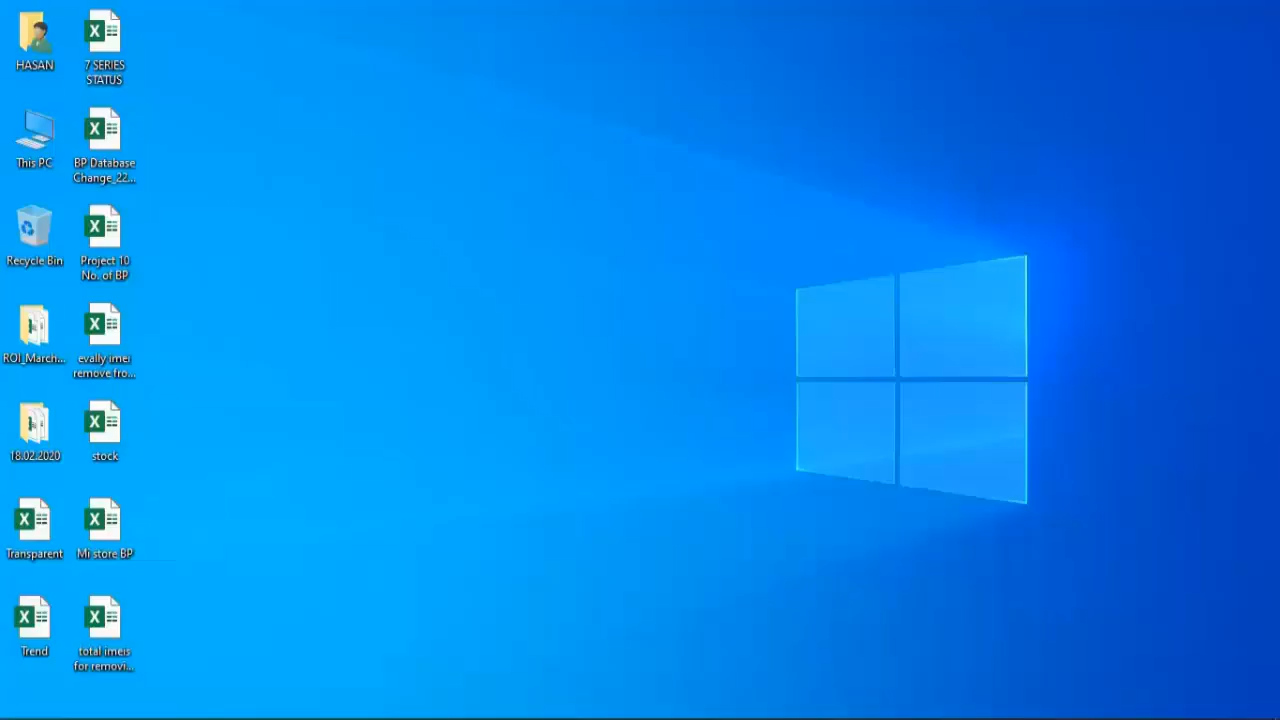 HASAN
7 SERIES
STATUS
This PC
BP Database
Change_22...
Recycle Bin
Project 10
No. of BP
ROI_March...
evally imei
remove fro...
18.02.2020
stock
Transparent
Mi store BP
Trend
total imeis
for removi...